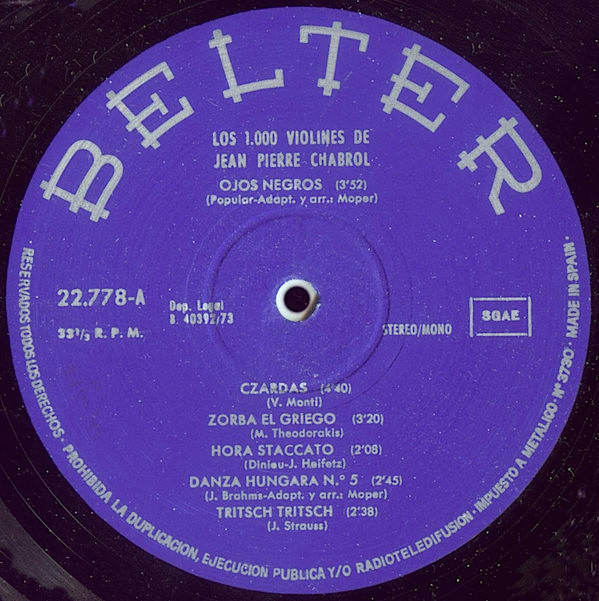 BELTER
LOS 1.000 VIOLINES DE
JEAN PIERRE CHABROL
OJOS NEGROS (3'52)
(Popular-Adapt. y arr.: Moper)
22.778-A
Dep. Legal
B. 40392/73
33 1/3 R. P. M.
STEREO/MONO
SGAE
CZARDAS (4'40)
(V. Monti)
ZORBA EL GRIEGO (3'20)
(M. Theodorakis)
HORA STACCATO (2'08)
(Dinieu-J. Heifetz)
DANZA HUNGARA N.º 5 (2'45)
(J. Brahms-Adapt. y arr.: Moper)
TRITSCH TRITSCH (2'38)
(J. Strauss)
· RESERVADOS TODOS LOS DERECHOS · PROHIBIDA LA DUPLICACION, EJECUCION PUBLICA Y/O RADIOTELEDIFUSION · IMPUESTO A METALICO: Nº 3730 · MADE IN SPAIN ·